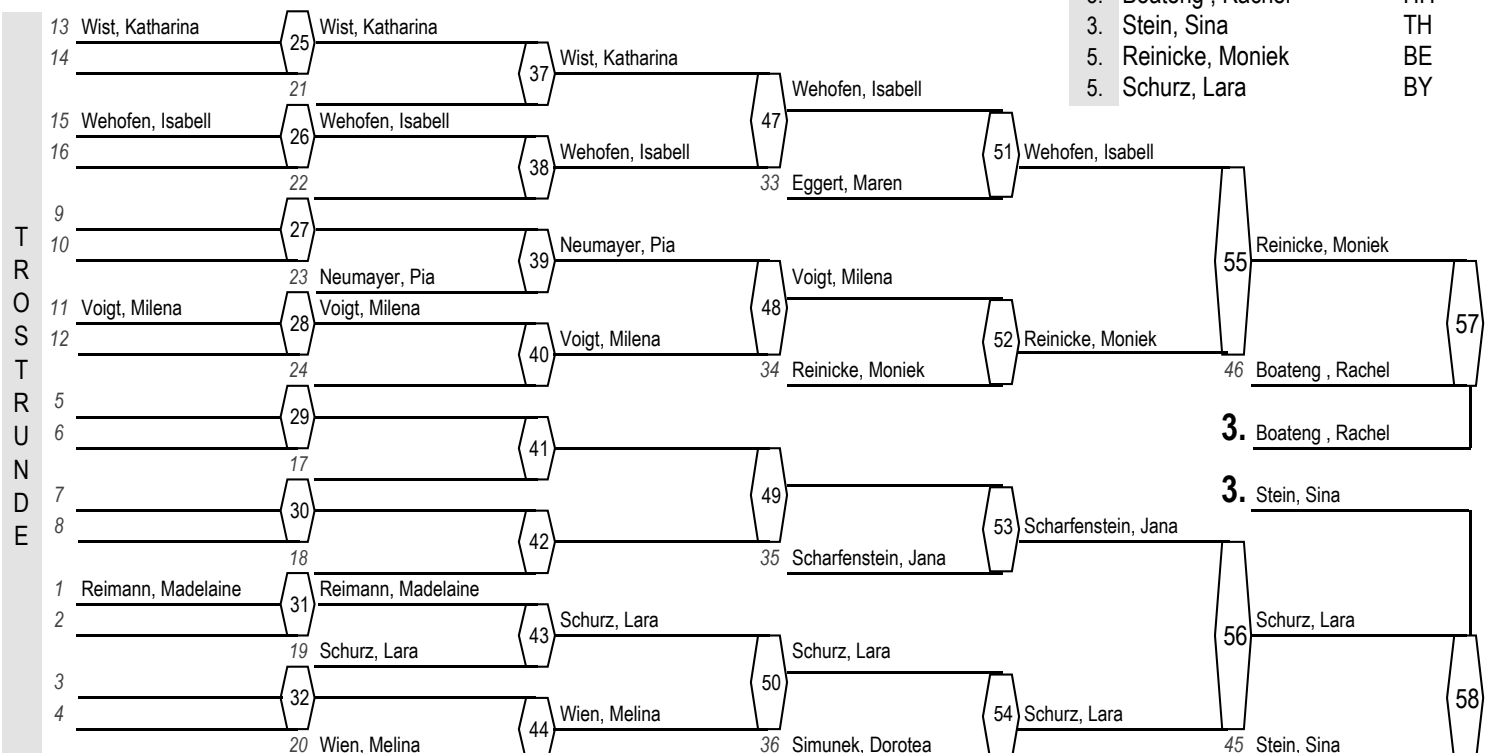 3. Boateng , Rachel HH
3. Stein, Sina TH
5. Reinicke, Moniek BE
5. Schurz, Lara BY
TROSTRUNDE
13 Wist, Katharina 25 Wist, Katharina
14
37 Wist, Katharina
21
47 Wehofen, Isabell
15 Wehofen, Isabell 26 Wehofen, Isabell
16
38 Wehofen, Isabell
51 Wehofen, Isabell
22
33 Eggert, Maren
9
27
10
39 Neumayer, Pia
55 Reinicke, Moniek
23 Neumayer, Pia
48 Voigt, Milena
11 Voigt, Milena 28 Voigt, Milena
57
12
40 Voigt, Milena
52 Reinicke, Moniek
24
34 Reinicke, Moniek
46 Boateng , Rachel
5
29
6
41
3. Boateng , Rachel
17
7
30
49
3. Stein, Sina
8
42
53 Scharfenstein, Jana
18
35 Scharfenstein, Jana
1 Reimann, Madelaine 31 Reimann, Madelaine
2
43 Schurz, Lara
56 Schurz, Lara
19 Schurz, Lara
50 Schurz, Lara
3
32
58
4
44 Wien, Melina
54 Schurz, Lara
20 Wien, Melina
36 Simunek, Dorotea
45 Stein, Sina